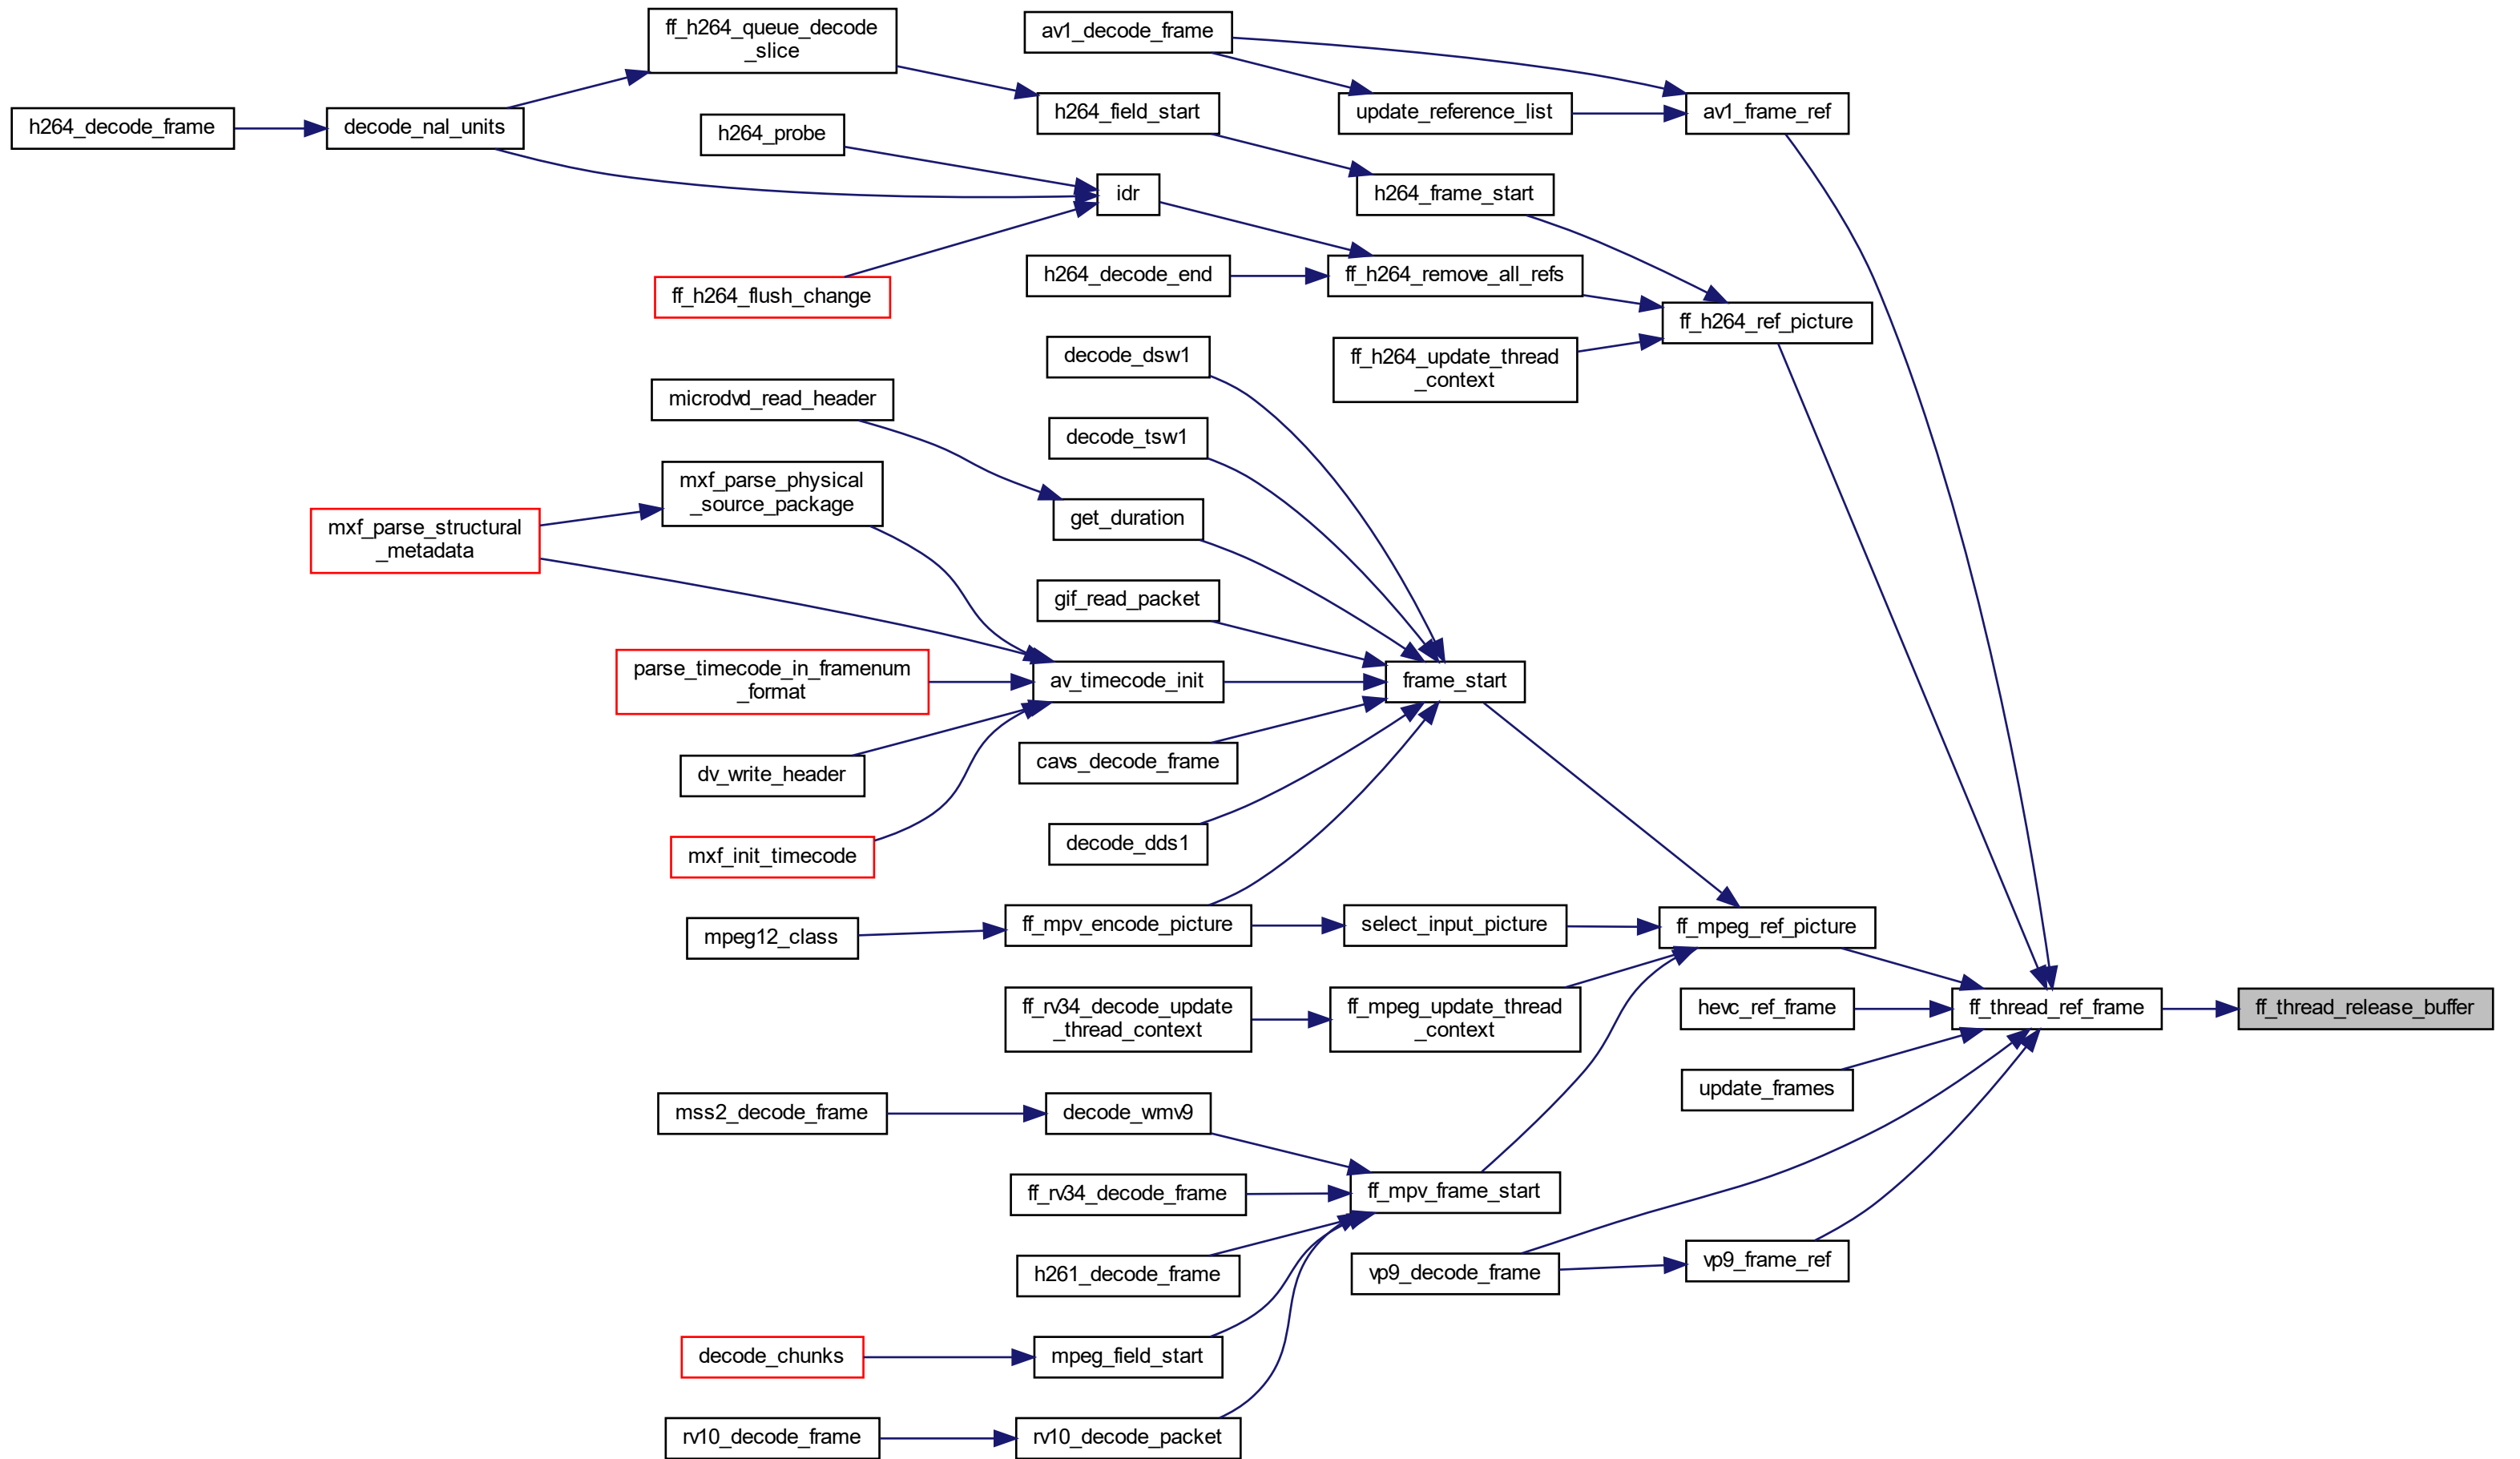 ff_h264_queue_decode
_slice
av1_decode_frame
h264_decode_frame
decode_nal_units
h264_probe
h264_field_start
update_reference_list
av1_frame_ref
idr
h264_frame_start
ff_h264_flush_change
h264_decode_end
ff_h264_remove_all_refs
ff_h264_ref_picture
decode_dsw1
ff_h264_update_thread
_context
microdvd_read_header
decode_tsw1
mxf_parse_physical
_source_package
get_duration
mxf_parse_structural
_metadata
gif_read_packet
parse_timecode_in_framenum
_format
av_timecode_init
frame_start
dv_write_header
cavs_decode_frame
mxf_init_timecode
decode_dds1
mpeg12_class
ff_mpv_encode_picture
select_input_picture
ff_mpeg_ref_picture
ff_rv34_decode_update
_thread_context
ff_mpeg_update_thread
_context
hevc_ref_frame
ff_thread_ref_frame
ff_thread_release_buffer
update_frames
mss2_decode_frame
decode_wmv9
ff_rv34_decode_frame
ff_mpv_frame_start
h261_decode_frame
vp9_decode_frame
vp9_frame_ref
decode_chunks
mpeg_field_start
rv10_decode_frame
rv10_decode_packet